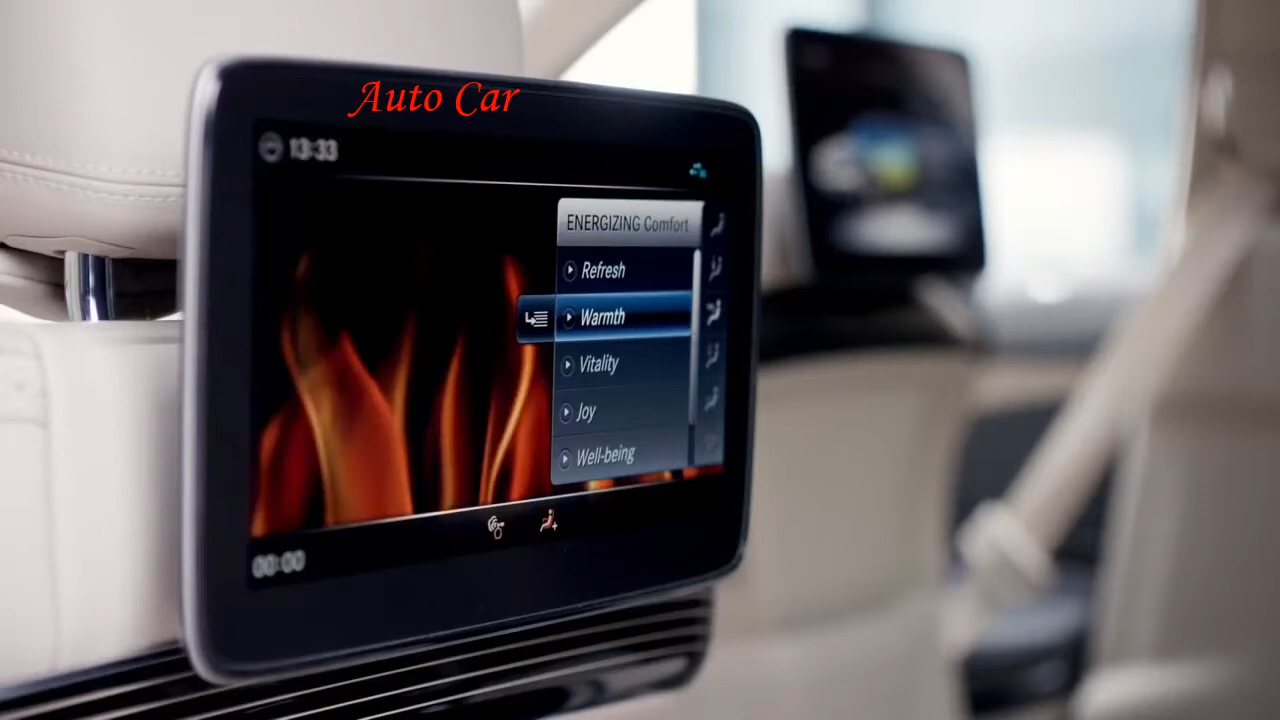 Auto Car
13:33
ENERGIZING Comfort
Refresh
Warmth
Vitality
Joy
Well-being
00:00